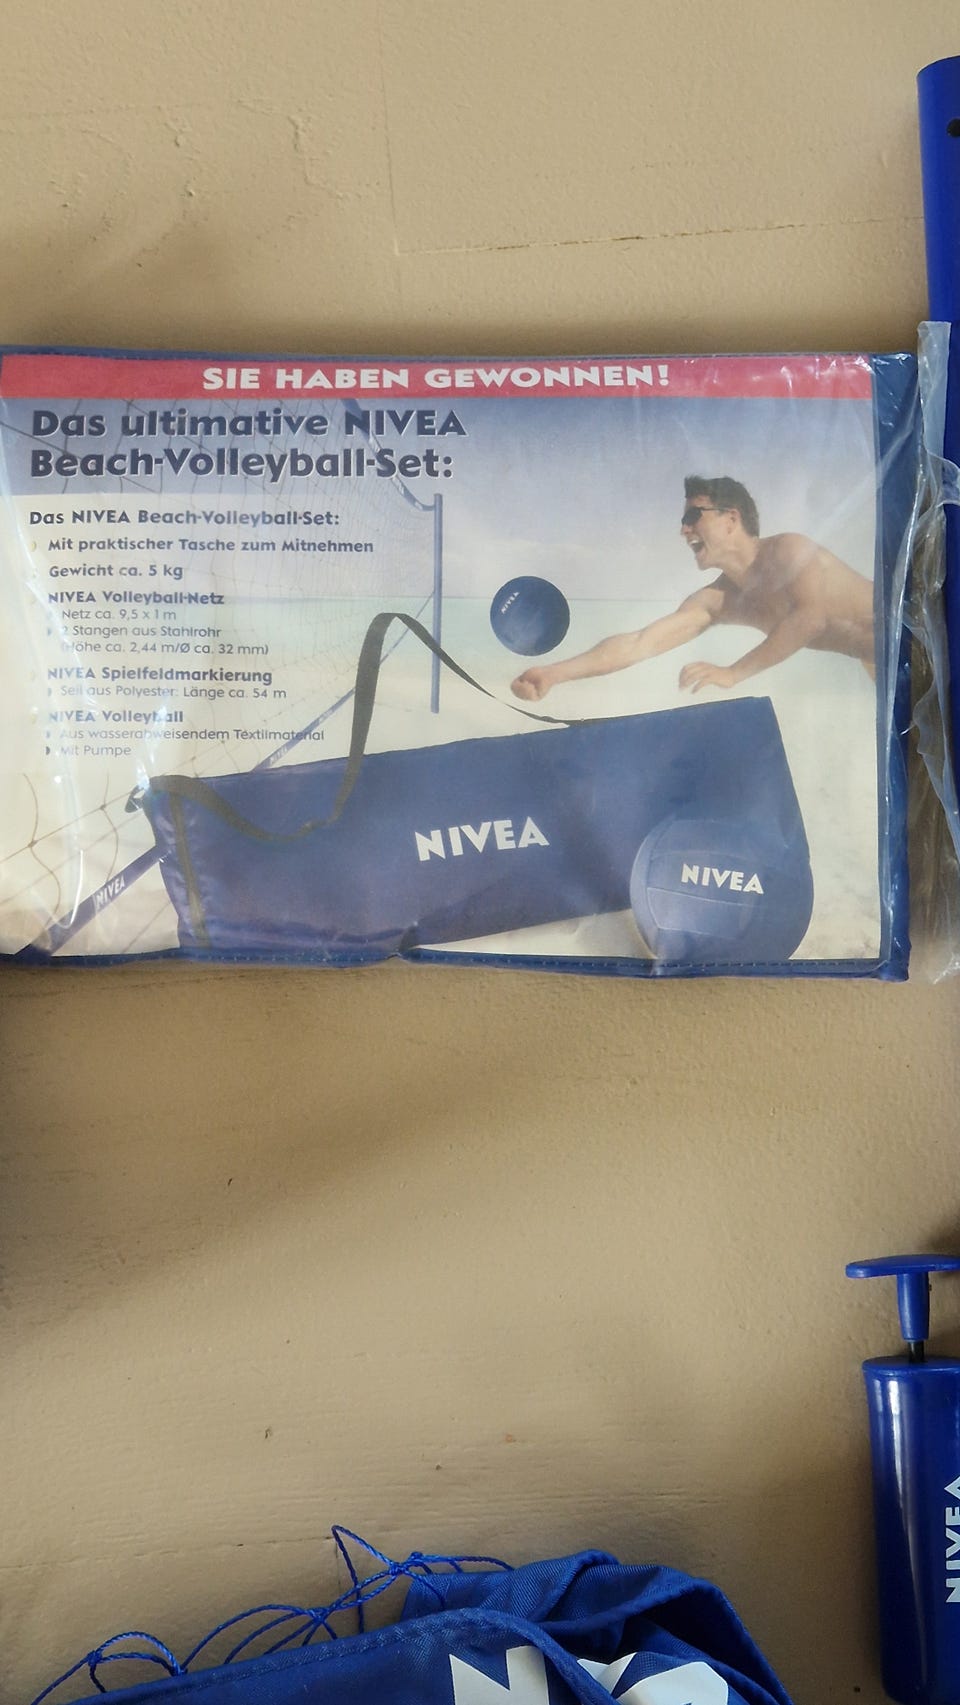 SIE HABEN GEWONNEN!
Das ultimative NIVEA
Beach-Volleyball-Set:
Das NIVEA Beach-Volleyball-Set:
Mit praktischer Tasche zum Mitnehmen
Gewicht ca. 5 kg
NIVEA Volleyball-Netz
Netz ca. 9,5 x 1 m
2 Stangen aus Stahlrohr
(Höhe ca. 2,44 m/Ø ca. 32 mm)
NIVEA Spielfeldmarkierung
Seil aus Polyester: Länge ca. 54 m
NIVEA Volleyball
Aus wasserabweisendem Textilmaterial
Mit Pumpe
NIVEA
NIVEA
NIVEA
NIVEA
NIVEA
NIVEA